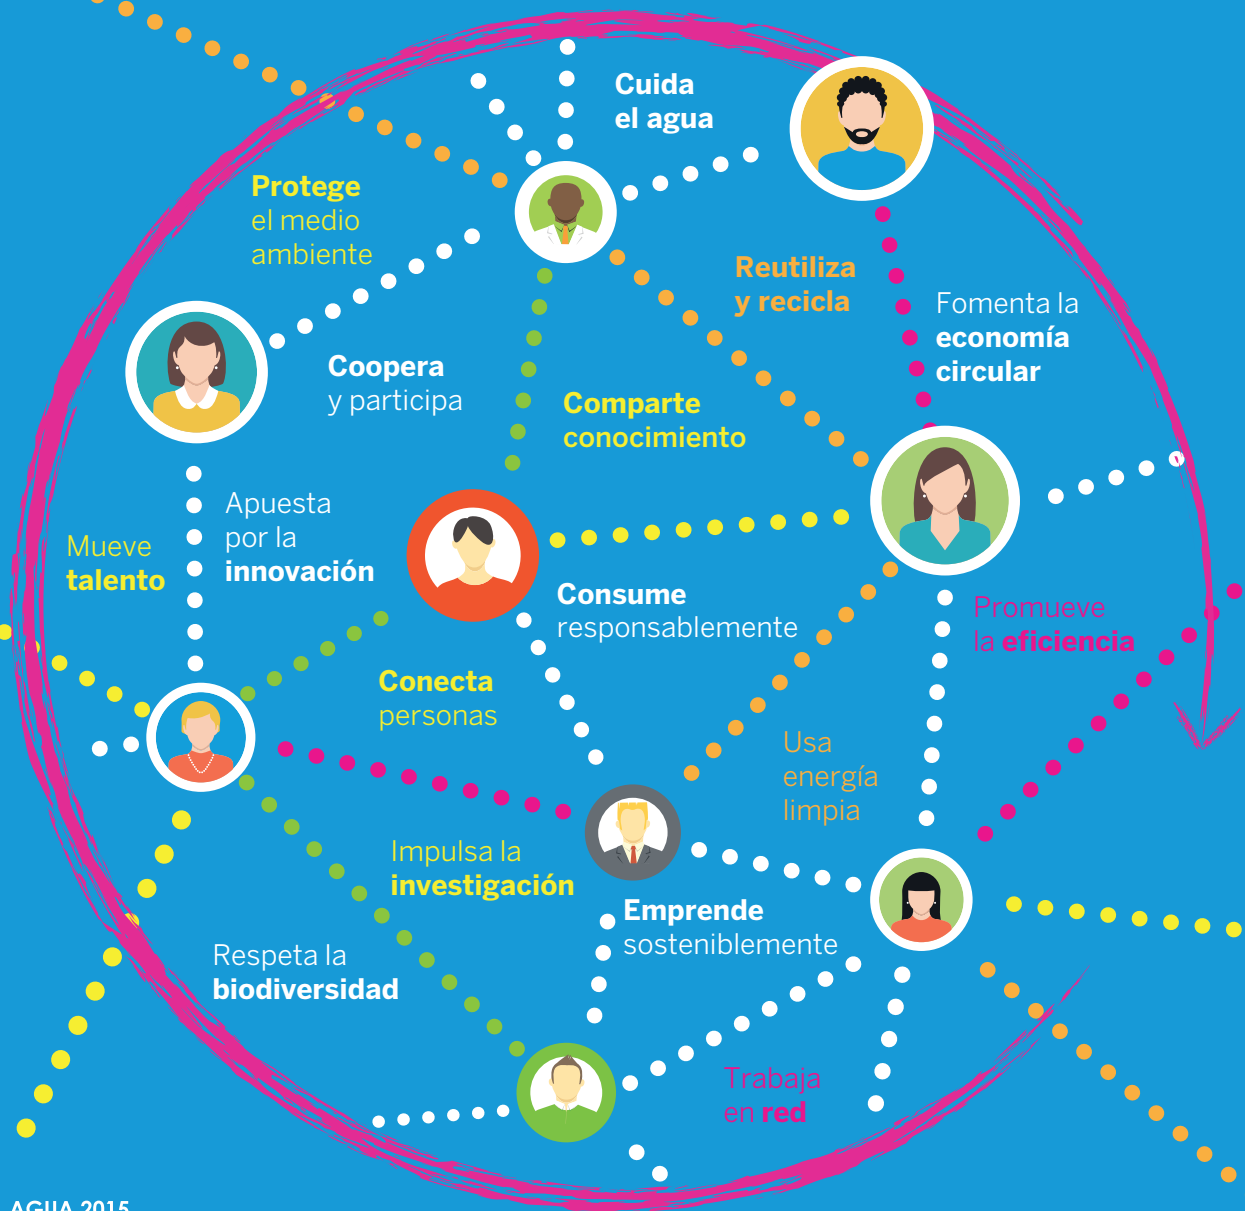 Cuida
el agua
Protege
el medio
ambiente
Reutiliza
y recicla
Fomenta la
economía
circular
Coopera
y participa
Comparte
conocimiento
Apuesta
por la
innovación
Mueve
talento
Consume
responsablemente
Promueve
la eficiencia
Conecta
personas
Usa
energía
limpia
Impulsa la
investigación
Emprende
sosteniblemente
Respeta la
biodiversidad
Trabaja
en red
AGUA 2015